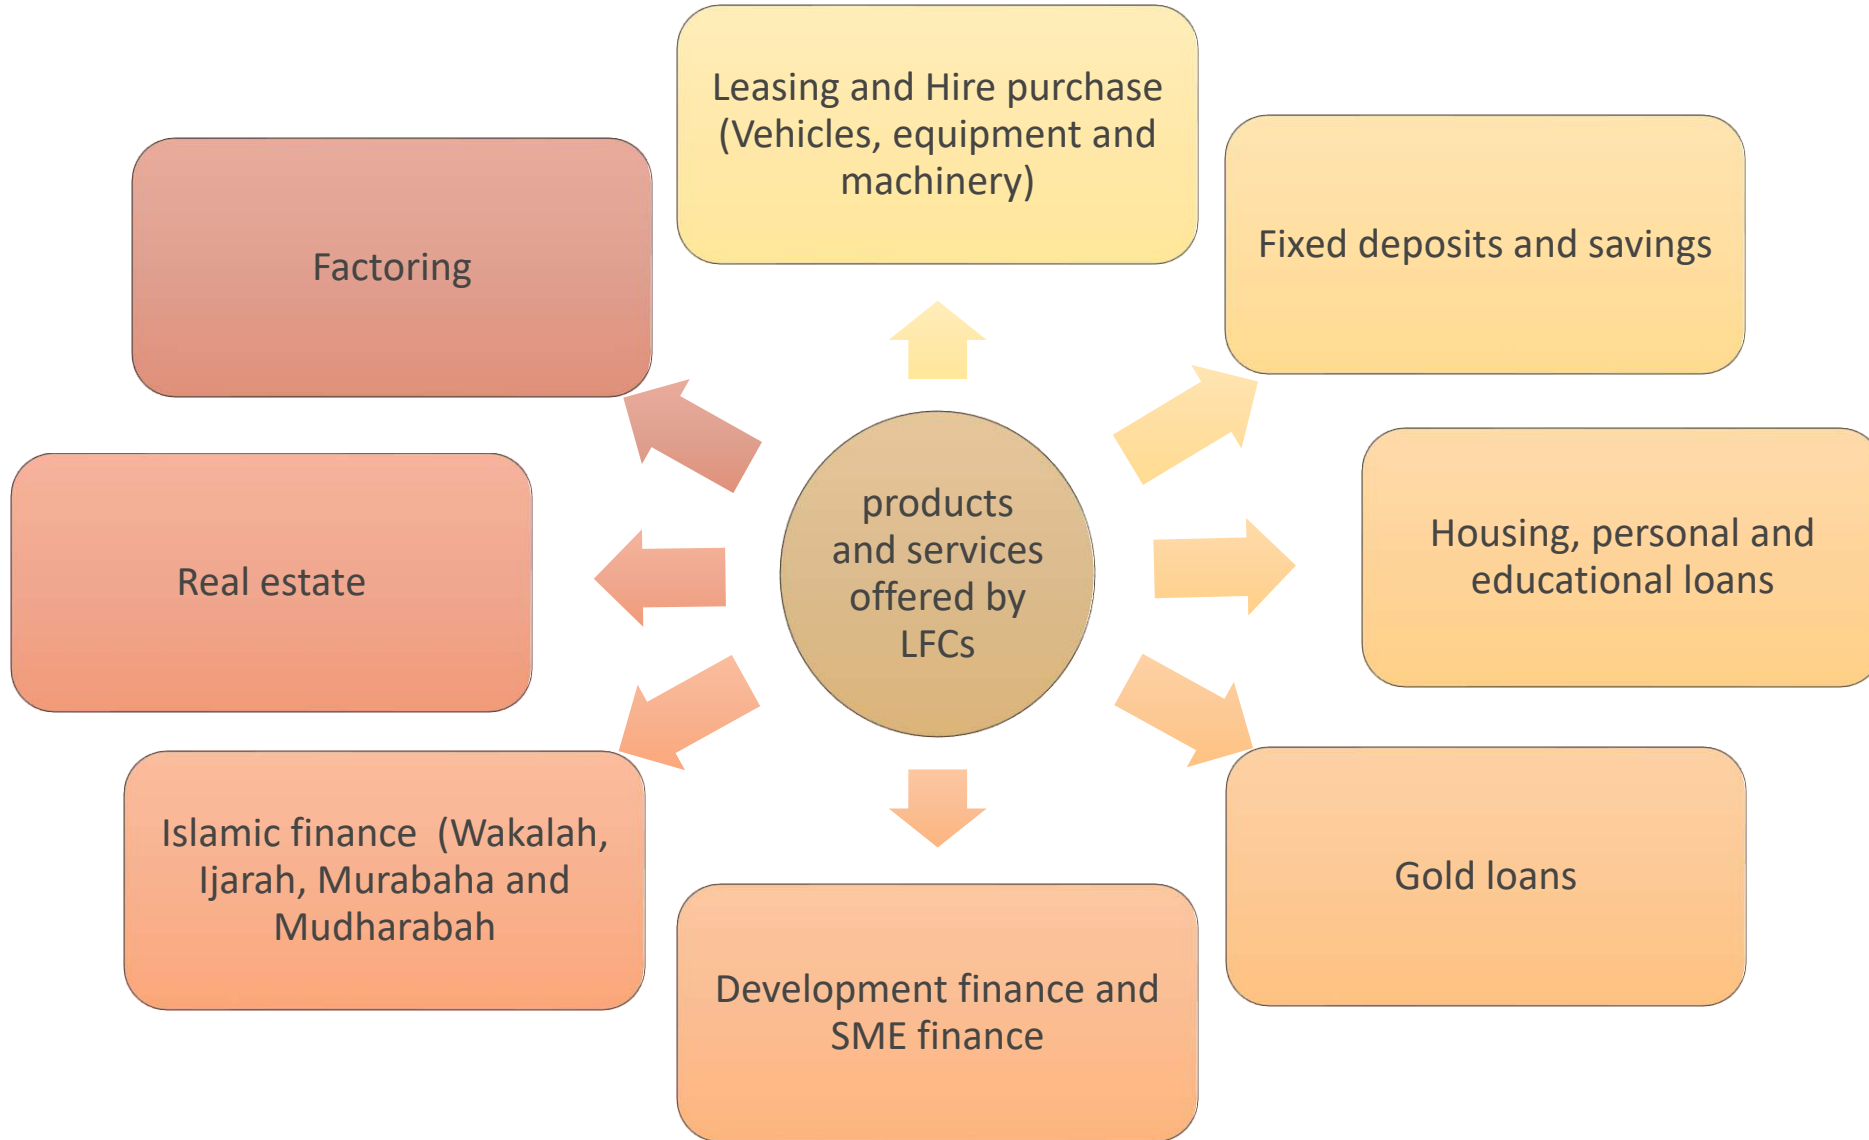 Leasing and Hire purchase
(Vehicles, equipment and
machinery)
Fixed deposits and savings
Housing, personal and
educational loans
Gold loans
Development finance and
SME finance
Islamic finance  (Wakalah,
Ijarah, Murabaha and
Mudharabah
Real estate
Factoring
products
and services
offered by
LFCs